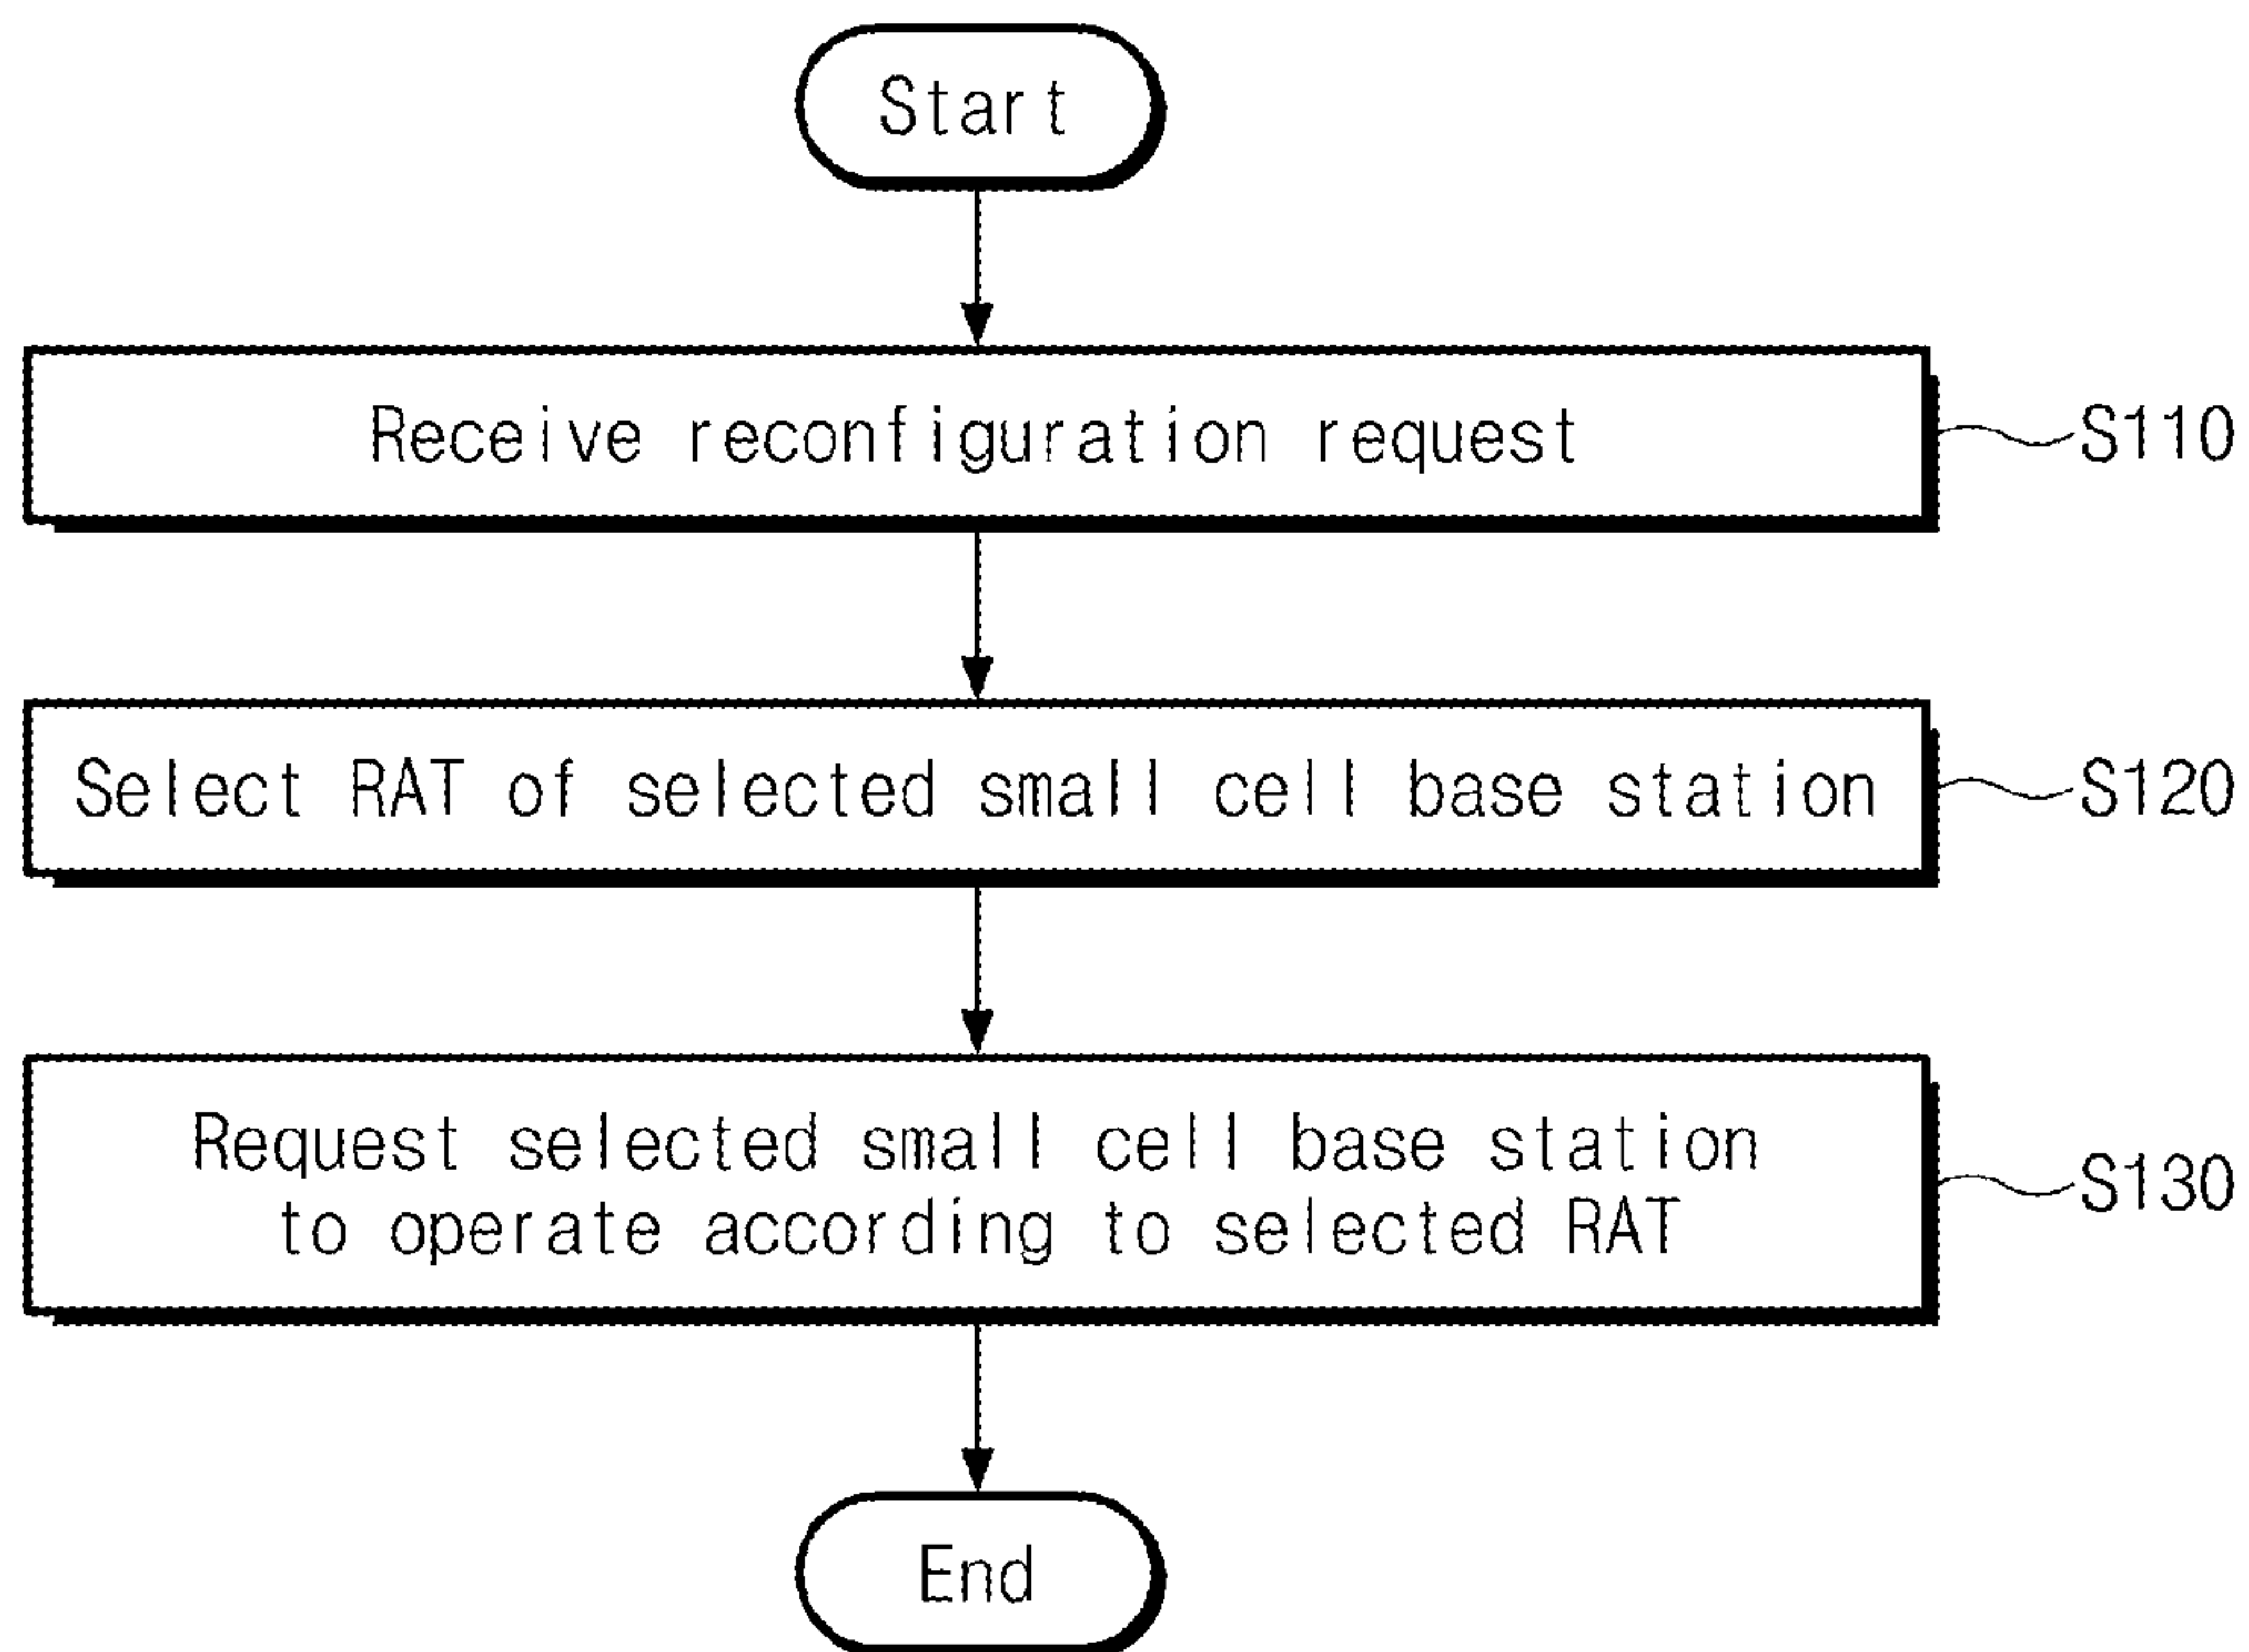 Start
Receive reconfiguration request
S110
Select RAT of selected small cell base station
S120
Request selected small cell base station
to operate according to selected RAT
S130
End